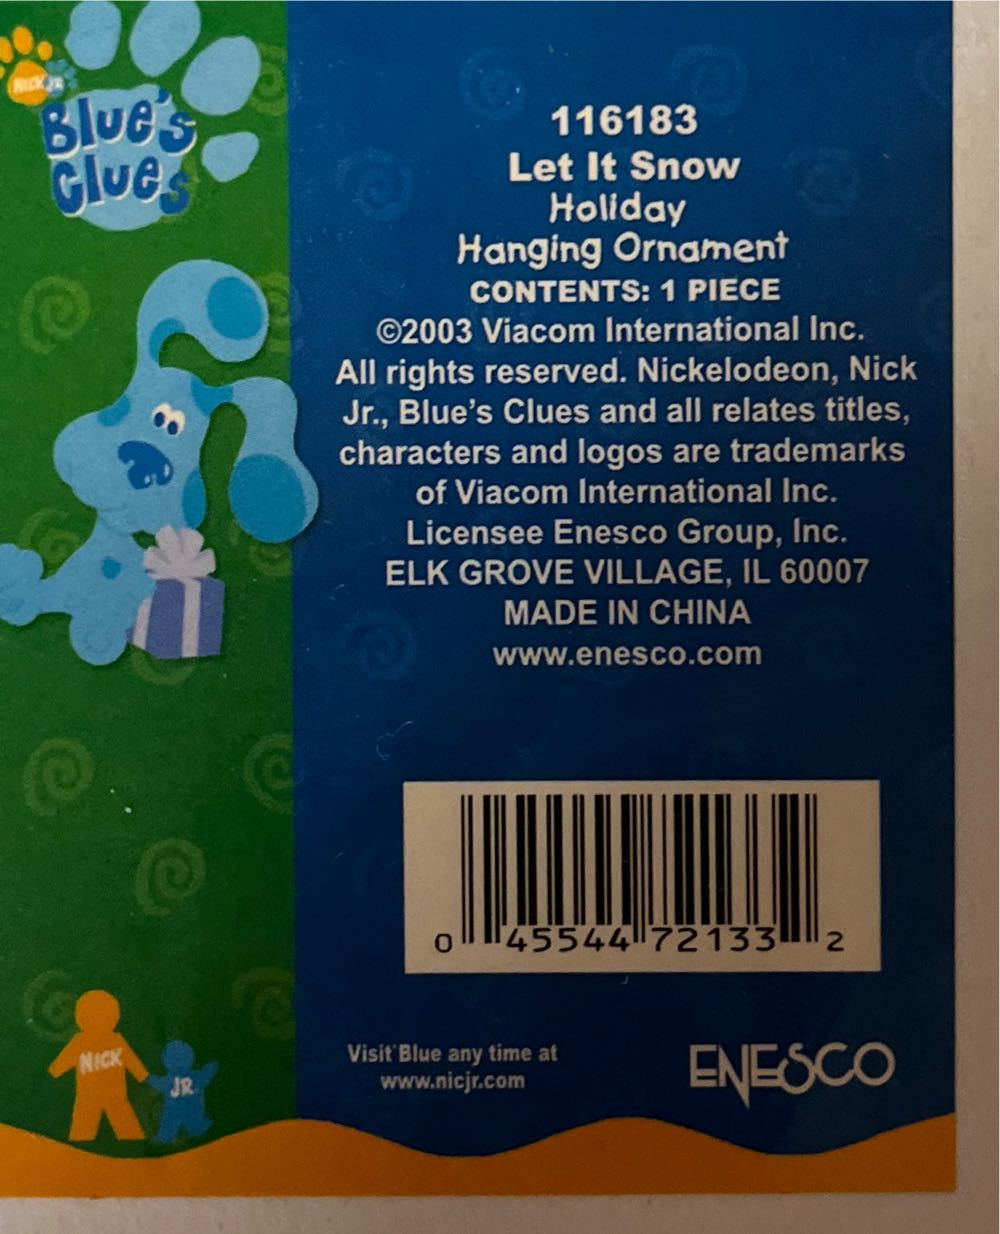 NICK JR
Blue's
Clues
116183
Let It Snow
Holiday
Hanging Ornament
CONTENTS: 1 PIECE
©2003 Viacom International Inc.
All rights reserved. Nickelodeon, Nick
Jr., Blue's Clues and all relates titles,
characters and logos are trademarks
of Viacom International Inc.
Licensee Enesco Group, Inc.
ELK GROVE VILLAGE, IL 60007
MADE IN CHINA
www.enesco.com
0 45544 72133 2
Visit Blue any time at
www.nicjr.com
ENESCO
NICK
JR